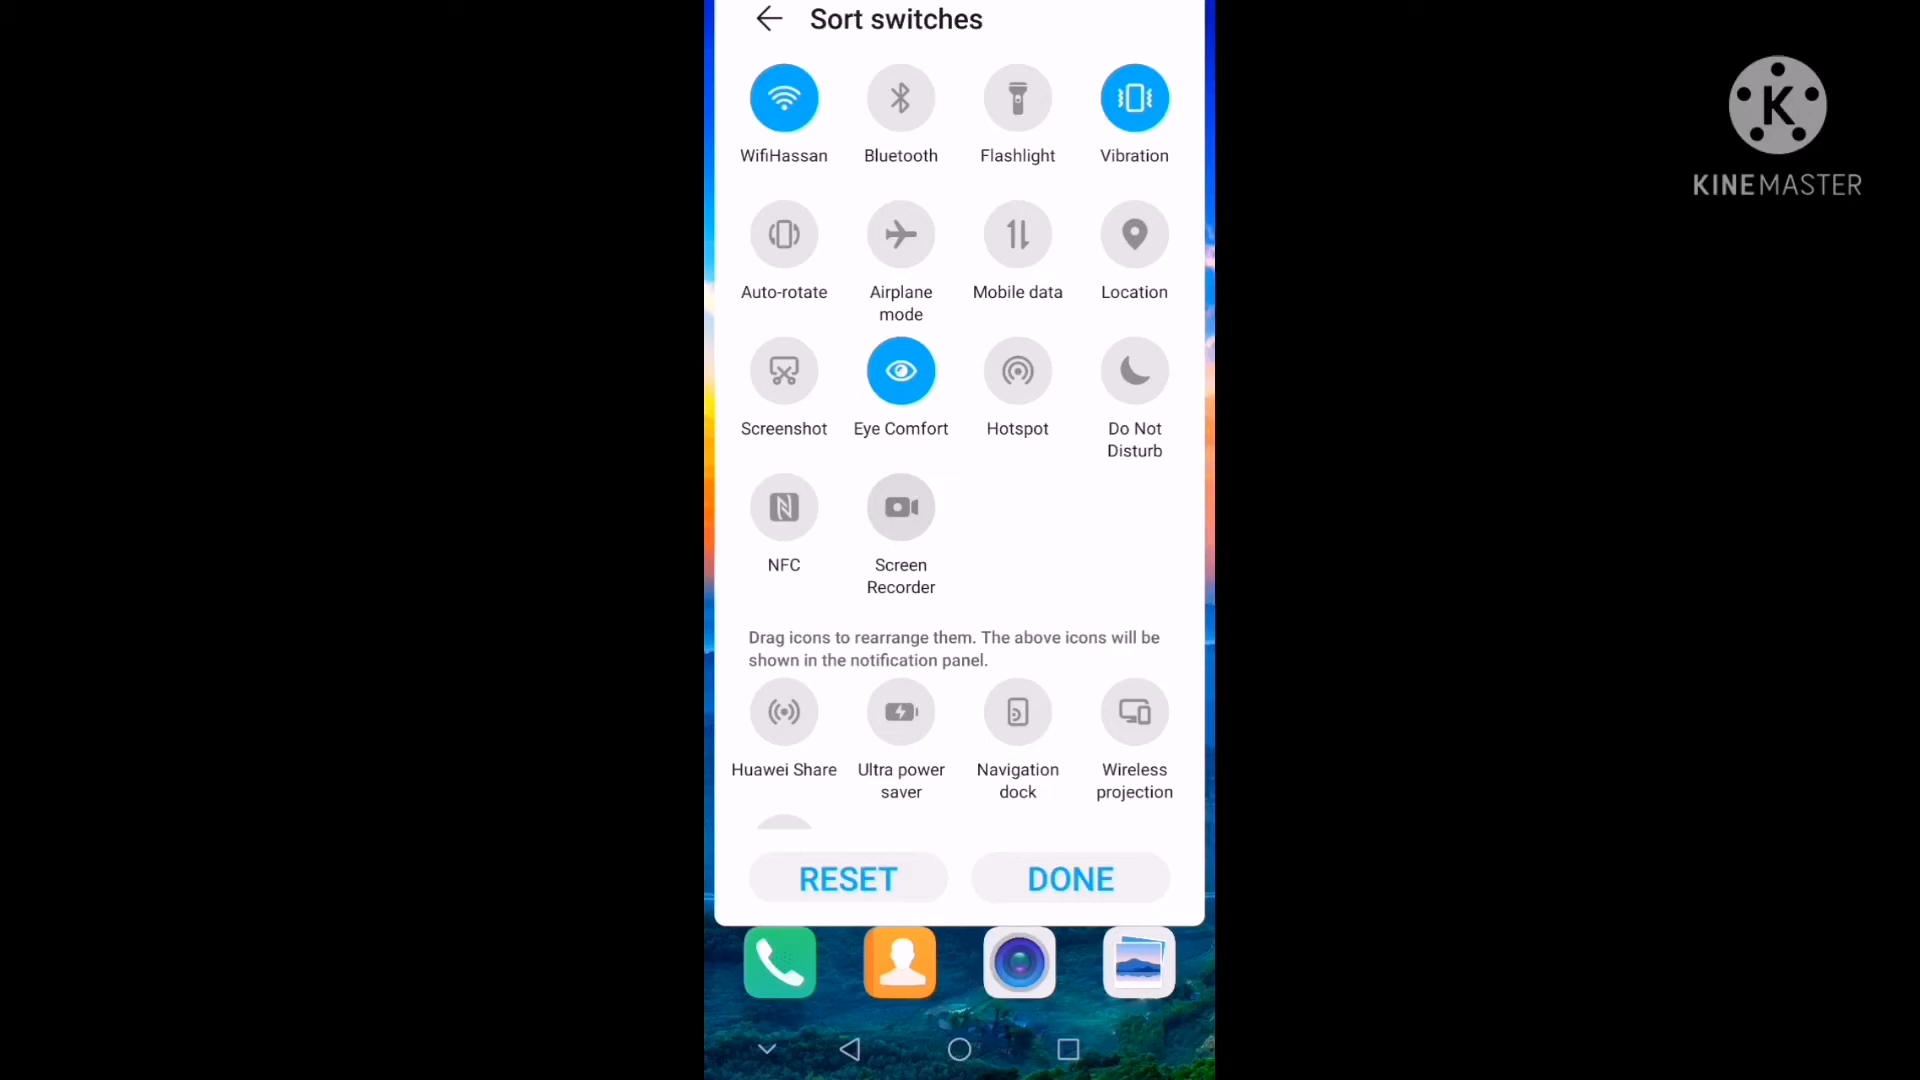 Sort switches
WifiHassan Bluetooth Flashlight Vibration
Auto-rotate Airplane mode Mobile data Location
Screenshot Eye Comfort Hotspot Do Not Disturb
NFC Screen Recorder
Drag icons to rearrange them. The above icons will be
shown in the notification panel.
Huawei Share Ultra power saver Navigation dock Wireless projection
RESET DONE
K
KINEMASTER